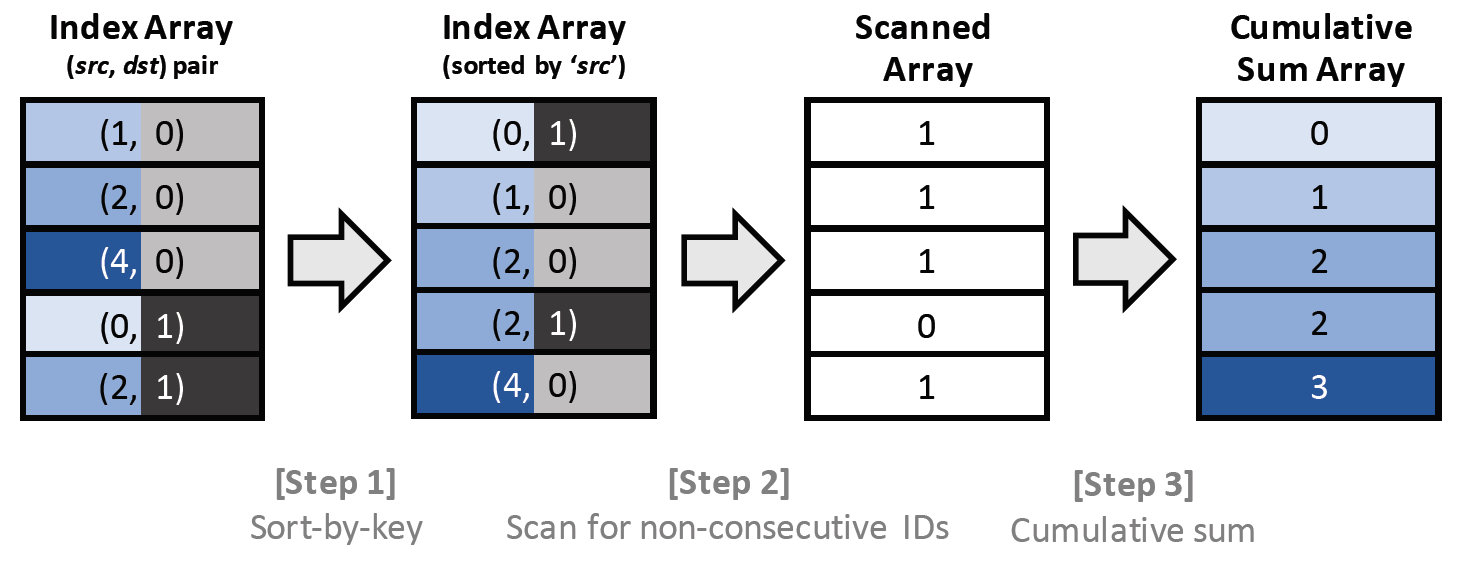 Index Array
(src, dst) pair
(1, 0)
(2, 0)
(4, 0)
(0, 1)
(2, 1)
Index Array
(sorted by ‘src’)
(0, 1)
(1, 0)
(2, 0)
(2, 1)
(4, 0)
Scanned
Array
1
1
1
0
1
Cumulative
Sum Array
0
1
2
2
3
[Step 1]
Sort-by-key
[Step 2]
Scan for non-consecutive IDs
[Step 3]
Cumulative sum